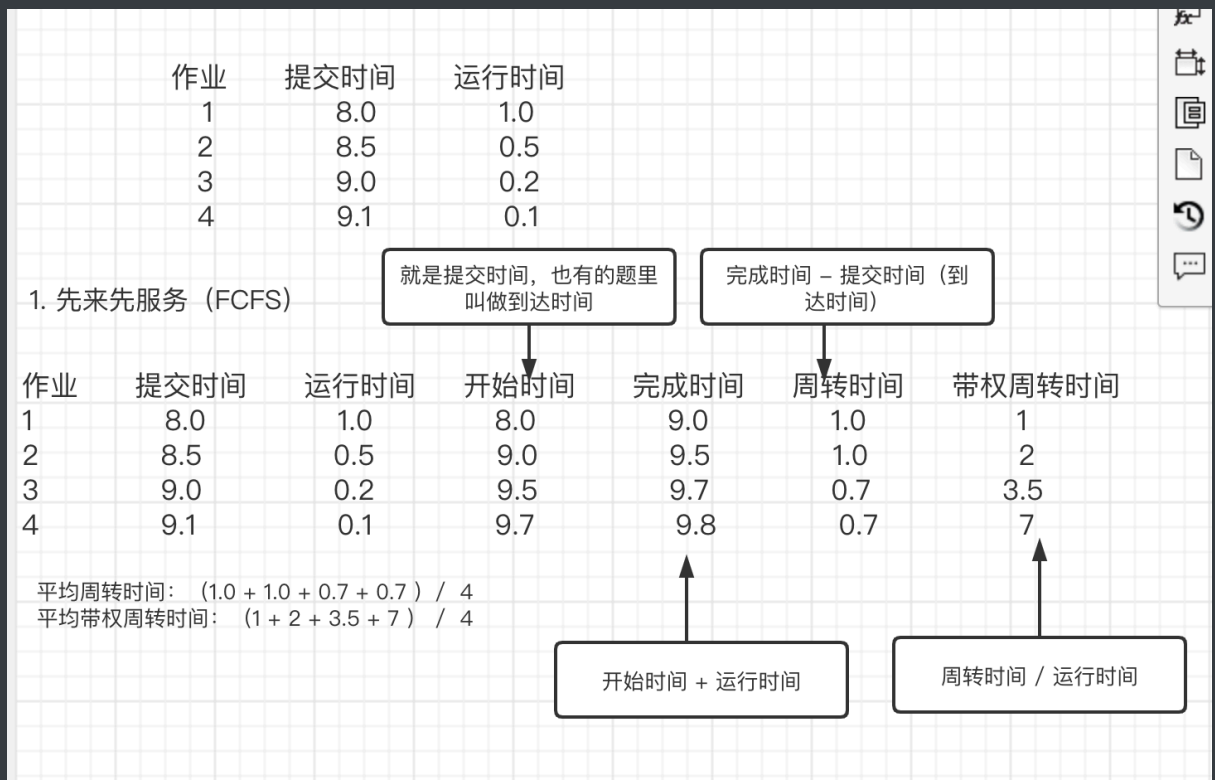 作业 提交时间 运行时间
1 8.0 1.0
2 8.5 0.5
3 9.0 0.2
4 9.1 0.1
就是提交时间，也有的题里
叫做到达时间
完成时间 - 提交时间（到
达时间）
1. 先来先服务（FCFS）
作业 提交时间 运行时间 开始时间 完成时间 周转时间 带权周转时间
1 8.0 1.0 8.0 9.0 1.0 1
2 8.5 0.5 9.0 9.5 1.0 2
3 9.0 0.2 9.5 9.7 0.7 3.5
4 9.1 0.1 9.7 9.8 0.7 7
平均周转时间：（1.0 + 1.0 + 0.7 + 0.7 ）/ 4
平均带权周转时间：（1 + 2 + 3.5 + 7 ） / 4
开始时间 + 运行时间
周转时间 / 运行时间